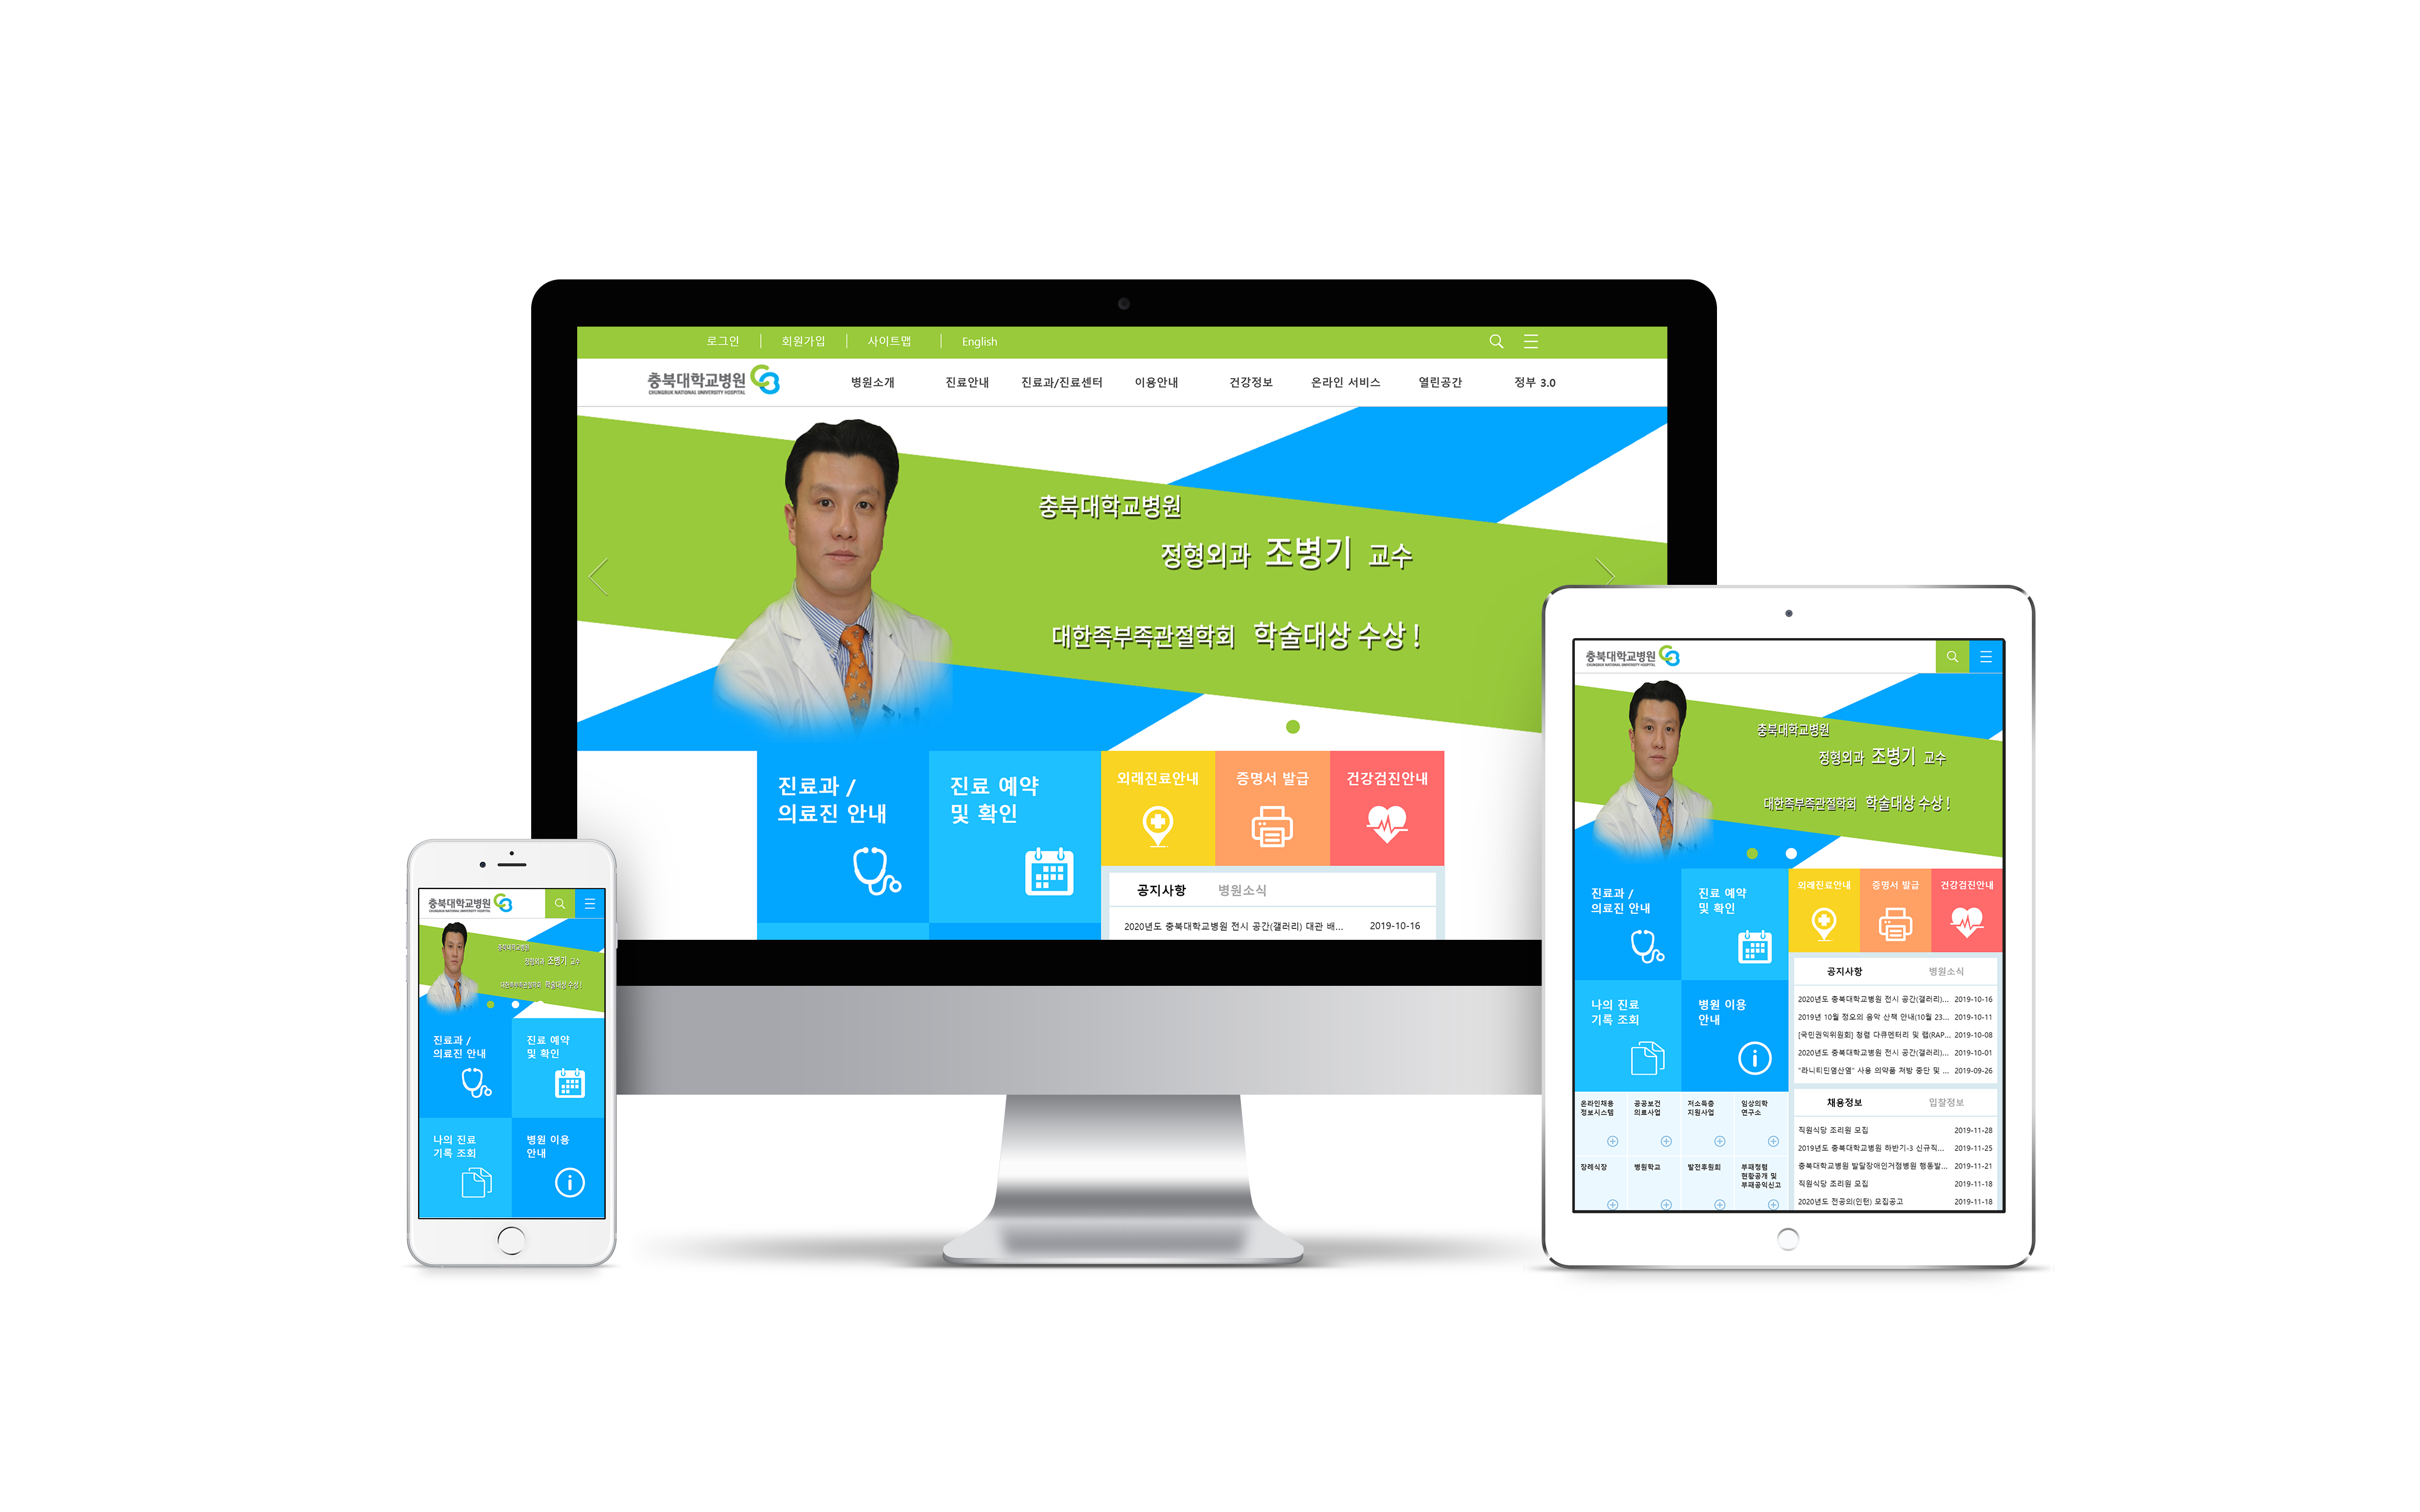 로그인
회원가입
사이트맵
English
충북대학교병원
CHUNGBUK NATIONAL UNIVERSITY HOSPITAL
병원소개
진료안내
진료과/진료센터
이용안내
건강정보
온라인 서비스
열린공간
정부 3.0
충북대학교병원
정형외과 조병기 교수
대한족부족관절학회 학술대상 수상 !
진료과 /
의료진 안내
진료 예약
및 확인
외래진료안내
증명서 발급
건강검진안내
공지사항
병원소식
2020년도 충북대학교병원 전시 공간(갤러리) 대관 배... 2019-10-16
충북대학교병원
CHUNGBUK NATIONAL UNIVERSITY HOSPITAL
충북대학교병원
정형외과 조병기 교수
대한족부족관절학회 학술대상 수상 !
진료과 /
의료진 안내
진료 예약
및 확인
나의 진료
기록 조회
병원 이용
안내
충북대학교병원
CHUNGBUK NATIONAL UNIVERSITY HOSPITAL
충북대학교병원
정형외과 조병기 교수
대한족부족관절학회 학술대상 수상 !
진료과 /
의료진 안내
진료 예약
및 확인
외래진료안내
증명서 발급
건강검진안내
나의 진료
기록 조회
병원 이용
안내
공지사항
병원소식
2020년도 충북대학교병원 전시 공간(갤러리)... 2019-10-16
2019년 10월 정오의 음악 산책 안내(10월 23... 2019-10-11
[국민권익위원회] 청렴 다큐멘터리 및 랩(RAP... 2019-10-08
2020년도 충북대학교병원 전시 공간(갤러리)... 2019-10-01
"라니티딘염산염" 사용 의약품 처방 중단 및 ... 2019-09-26
온라인채용
정보시스템
공공보건
의료사업
저소득층
지원사업
임상의학
연구소
장례식장
병원학교
발전후원회
부패청렴
현황공개 및
부패공익신고
채용정보
입찰정보
직원식당 조리원 모집 2019-11-28
2019년도 충북대학교병원 하반기-3 신규직... 2019-11-25
충북대학교병원 발달장애인거점병원 행동발... 2019-11-21
직원식당 조리원 모집 2019-11-18
2020년도 전공의(인턴) 모집공고 2019-11-18